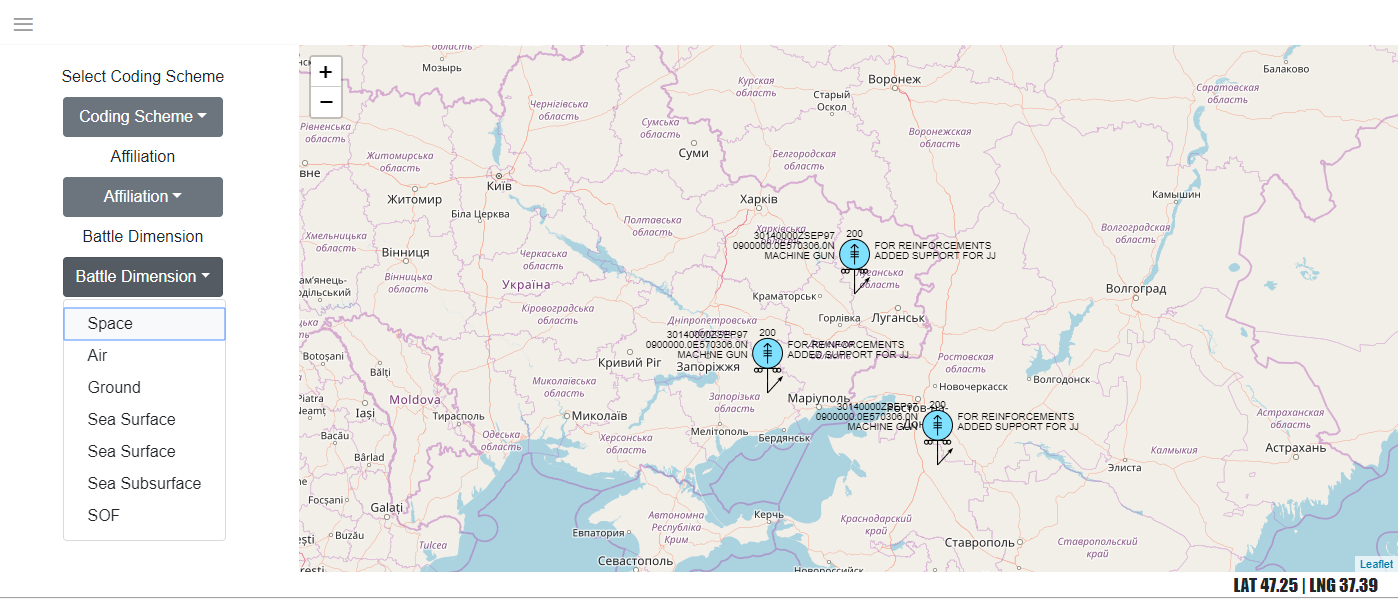 Select Coding Scheme
Coding Scheme
Affiliation
Affiliation
Battle Dimension
Battle Dimension
Space
Air
Ground
Sea Surface
Sea Surface
Sea Subsurface
SOF
+
−
область
Мозырь
Курская
область
Воронеж
Балаково
Саратовская
область
Старый
Оскол
Чернігівська
область
Рівненська
область
Сумська
область
Воронежская
область
Суми
Белгородская
область
Житомирська
область
вне
Київ
Житомир
Камышин
Біла Церква
Харків
Полтавська
область
Волгоградская
область
Хмельницька
область
Вінниця
Черкаська
область
Харківська
30140000ZSEP97
0900000.0E570306.0N
MACHINE GUN
200
FOR REINFORCEMENTS
ADDED SUPPORT FOR JJ
Луганська
область
Вінницька
область
Україна
Волгоград
Краматорськ
Кіровоградська
область
Дніпропетровська
Горлівка
Луганськ
30140000ZSEP97
0900000.0E570306.0N
MACHINE GUN
200
FOR REINFORCEMENTS
ADDED SUPPORT FOR JJ
Botoșani
Bălți
Кривий Ріг
Запоріжжя
Ростовская
область
Новочеркасск
Волгодонск
Миколаївська
область
Moldova
Iași
Тирасполь
Миколаїв
Запорізька
область
Маріуполь
30140000ZSEP97
0900000.0E570306.0N
MACHINE GUN
200
FOR REINFORCEMENTS
ADDED SUPPORT FOR JJ
Ростов-на-
Астраханская
область
Bacău
Одеська
область
Херсонська
область
Мелітополь
Бердянськ
Bârlad
Элиста
Калмыкия
Астрахань
Focșani
Galați
Buzău
Tulcea
Автономна
Республіка
Крим
Керчь
Евпатория
Севастополь
Краснодарский
край
Ставрополь
Ставропольский
край
Новороссийск
Leaflet
LAT 47.25 | LNG 37.39